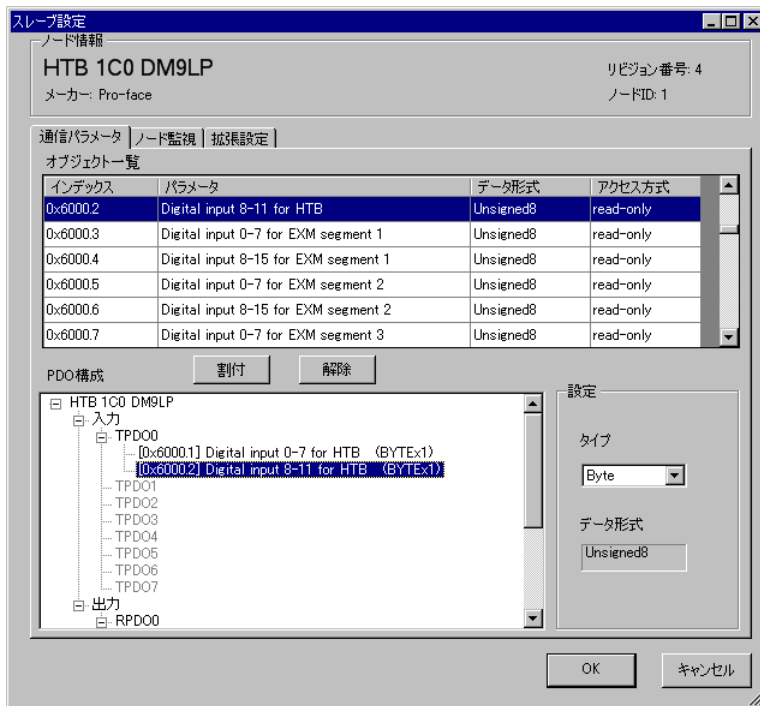 スレーブ設定
ノード情報
HTB 1C0 DM9LP
リビジョン番号: 4
メーカー: Pro-face
ノードID: 1
通信パラメータ ノード監視 拡張設定
オブジェクト一覧
インデックス パラメータ データ形式 アクセス方式
0x6000.2 Digital input 8-11 for HTB Unsigned8 read-only
0x6000.3 Digital input 0-7 for EXM segment 1 Unsigned8 read-only
0x6000.4 Digital input 8-15 for EXM segment 1 Unsigned8 read-only
0x6000.5 Digital input 0-7 for EXM segment 2 Unsigned8 read-only
0x6000.6 Digital input 8-15 for EXM segment 2 Unsigned8 read-only
0x6000.7 Digital input 0-7 for EXM segment 3 Unsigned8 read-only
PDO構成 割付 解除
HTB 1C0 DM9LP
入力
TPDO0
[0x6000.1] Digital input 0-7 for HTB (BYTEx1)
[0x6000.2] Digital input 8-11 for HTB (BYTEx1)
TPDO1
TPDO2
TPDO3
TPDO4
TPDO5
TPDO6
TPDO7
出力
RPDO0
設定
タイプ
Byte
データ形式
Unsigned8
OK キャンセル